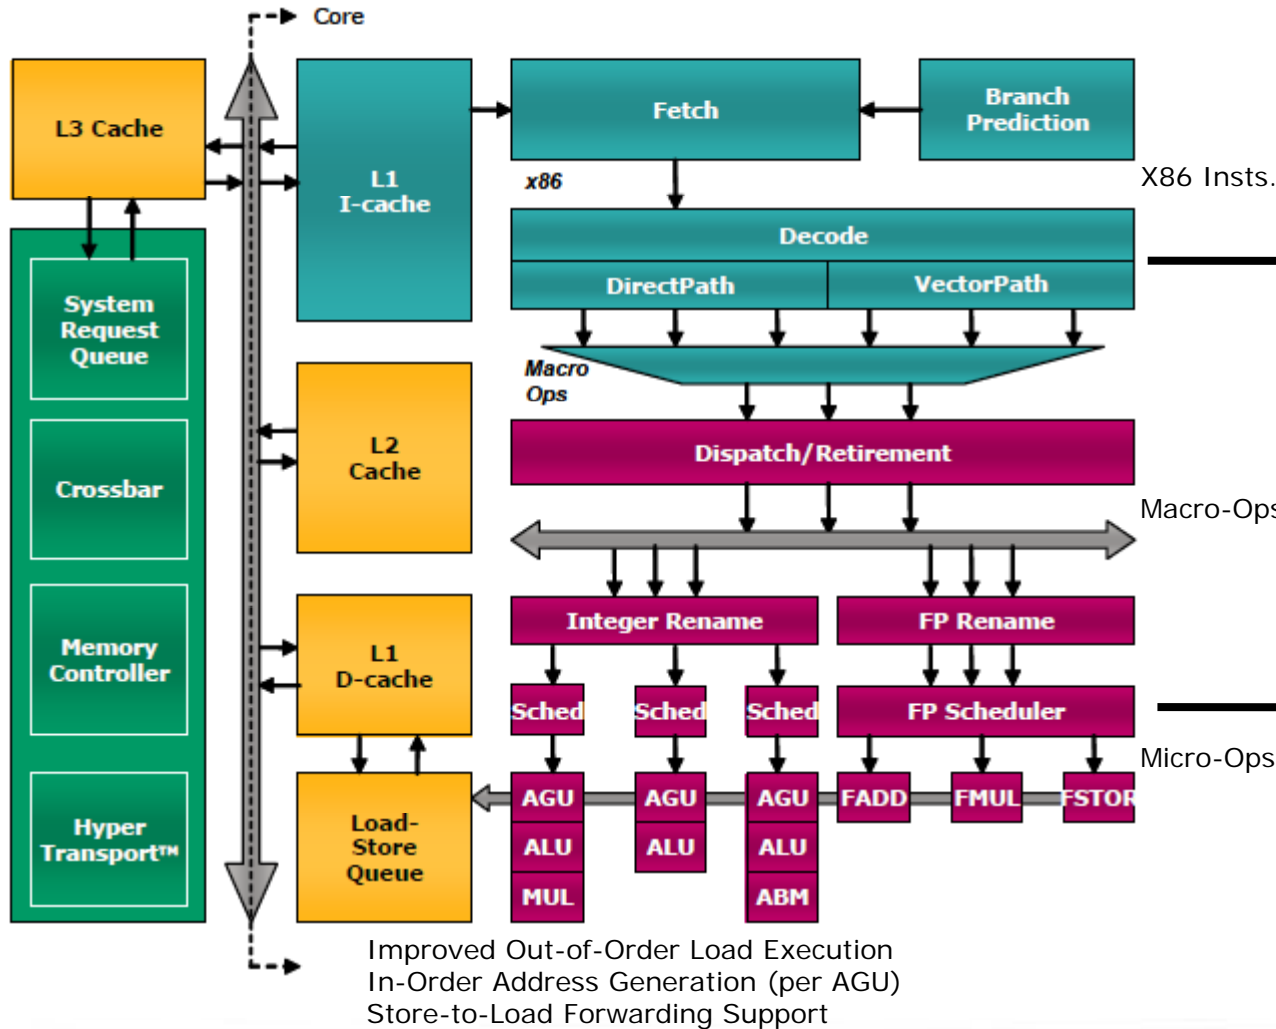 Core
L3 Cache
L1
I-cache
Fetch
Branch
Prediction
x86
X86 Insts.
Decode
DirectPath
VectorPath
System
Request
Queue
Macro
Ops
L2
Cache
Dispatch/Retirement
Crossbar
Macro-Ops
Integer Rename
FP Rename
Memory
Controller
L1
D-cache
Sched
Sched
Sched
FP Scheduler
Micro-Ops
Hyper
Transport™
Load-
Store
Queue
AGU
AGU
AGU
FADD
FMUL
FSTOR
ALU
ALU
ALU
MUL
ABM
Improved Out-of-Order Load Execution
In-Order Address Generation (per AGU)
Store-to-Load Forwarding Support